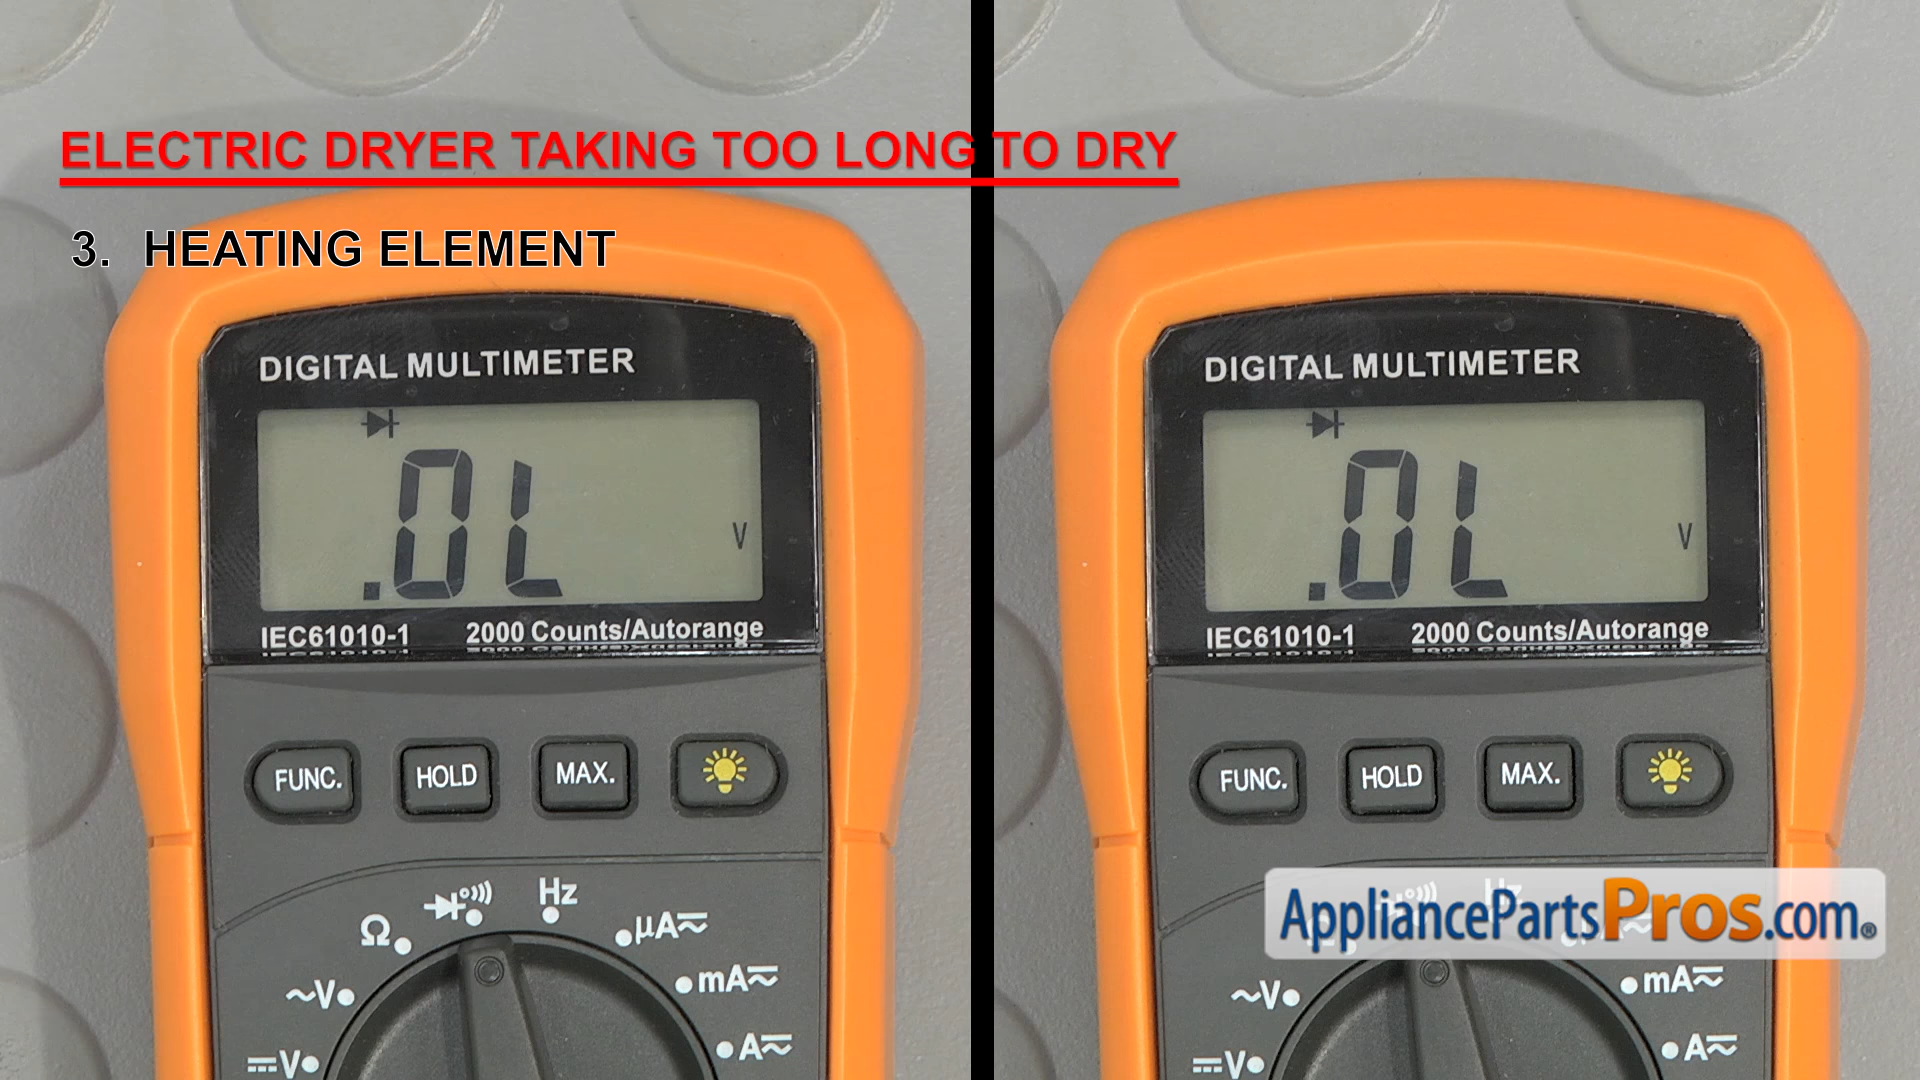 ELECTRIC DRYER TAKING TOO LONG TO DRY
3. HEATING ELEMENT
DIGITAL MULTIMETER
.0L
V
IEC61010-1 2000 Counts/Autorange
FUNC. HOLD MAX.
Ω
Hz
μA
mA
A
~V
V
DIGITAL MULTIMETER
.0L
V
IEC61010-1 2000 Counts/Autorange
FUNC. HOLD MAX.
AppliancePartsPros.com®
~V
V
mA
A